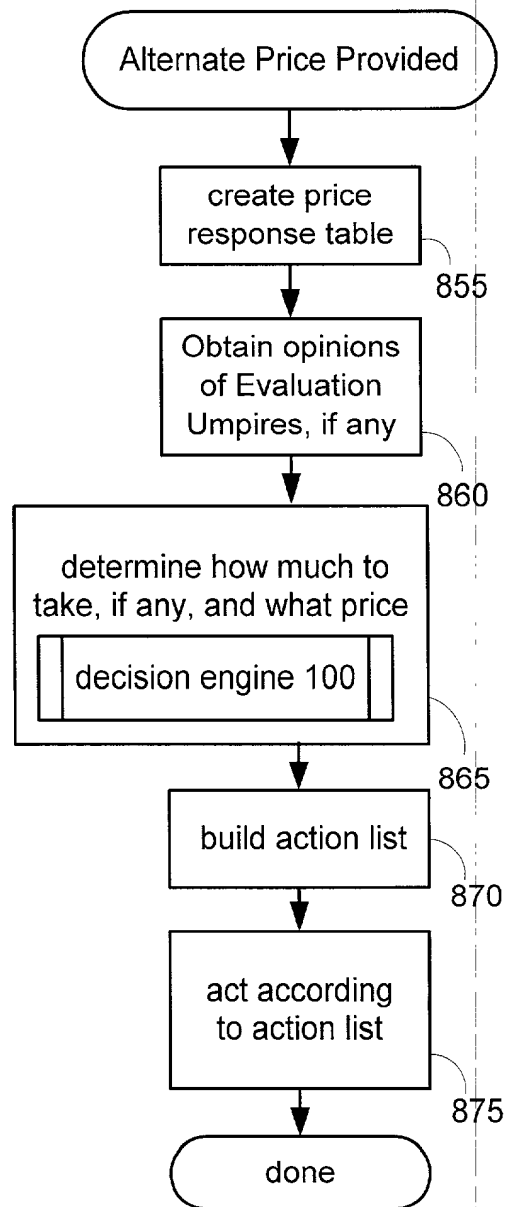 Alternate Price Provided
create price
response table
855
Obtain opinions
of Evaluation
Umpires, if any
860
determine how much to
take, if any, and what price
decision engine 100
865
build action list
870
act according
to action list
875
done